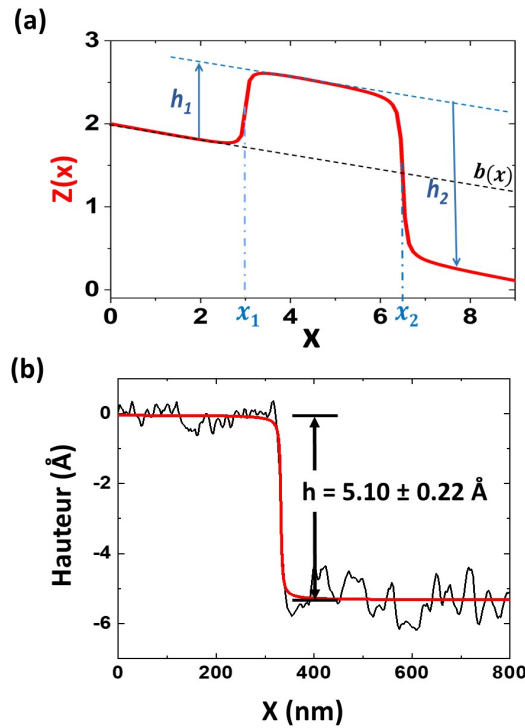 (a)
3
2
1
0
Z(x)
h₁
h₂
b(x)
0
2
4
6
8
x₁
x₂
X
(b)
0
-2
-4
-6
Hauteur (Å)
h = 5.10 ± 0.22 Å
0
200
400
600
800
X (nm)